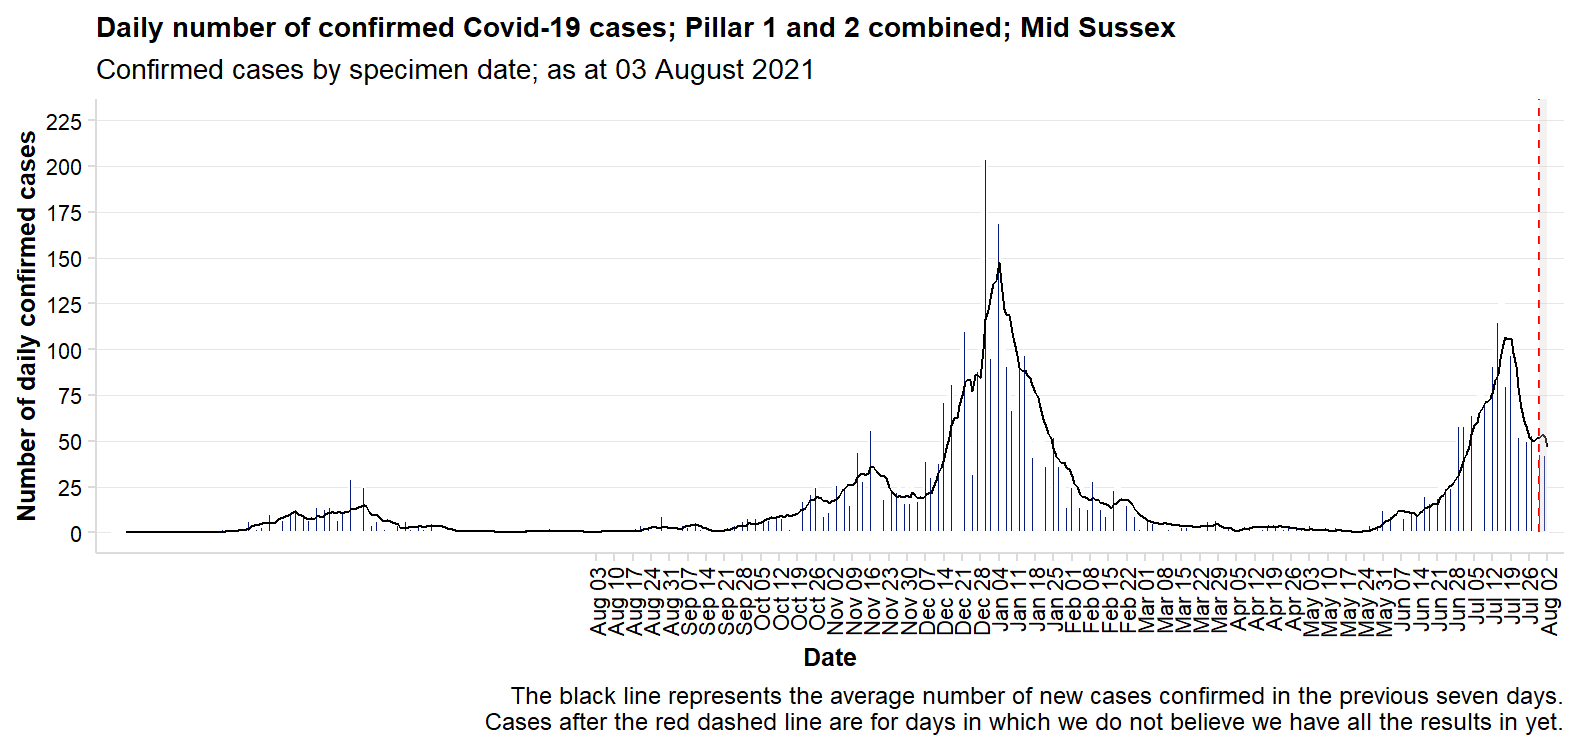 Daily number of confirmed Covid-19 cases; Pillar 1 and 2 combined; Mid Sussex
Confirmed cases by specimen date; as at 03 August 2021
Number of daily confirmed cases
225
200
175
150
125
100
75
50
25
0
Aug 03
Aug 10
Aug 17
Aug 24
Aug 31
Sep 07
Sep 14
Sep 21
Sep 28
Oct 05
Oct 12
Oct 19
Oct 26
Nov 02
Nov 09
Nov 16
Nov 23
Nov 30
Dec 07
Dec 14
Dec 21
Dec 28
Jan 04
Jan 11
Jan 18
Jan 25
Feb 01
Feb 08
Feb 15
Feb 22
Mar 01
Mar 08
Mar 15
Mar 22
Mar 29
Apr 05
Apr 12
Apr 19
Apr 26
May 03
May 10
May 17
May 24
May 31
Jun 07
Jun 14
Jun 21
Jun 28
Jul 05
Jul 12
Jul 19
Jul 26
Aug 02
Date
The black line represents the average number of new cases confirmed in the previous seven days.
Cases after the red dashed line are for days in which we do not believe we have all the results in yet.